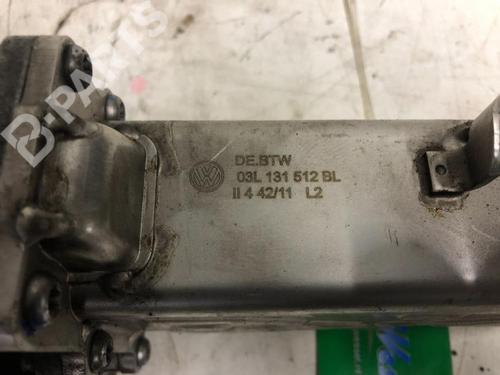 B-PARTS
DE.BTW
03L 131 512 BL
II 4 42/11 L2